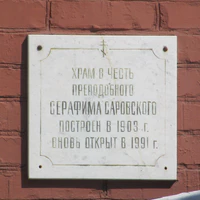 ХРАМ В ЧЕСТЬ
ПРЕПОДОБНОГО
СЕРАФИМА САРОВСКОГО
ПОСТРОЕН В 1903 г.
ВНОВЬ ОТКРЫТ В 1991 г.